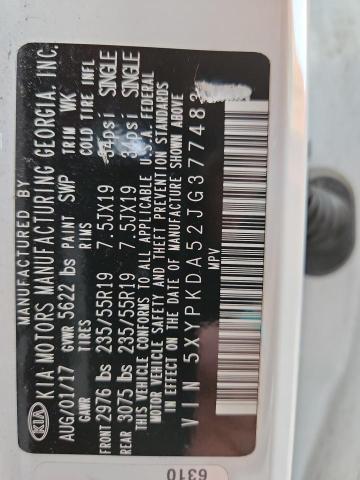 MANUFACTURED BY
KIA KIA MOTORS MANUFACTURING GEORGIA, INC.
AUG/01/17 GVWR 5622 lbs PAINT SWP TRIM WK
GAWR TIRES RIMS COLD TIRE INFL
FRONT 2976 lbs 235/55R19 7.5JX19 34psi SINGLE
REAR 3075 lbs 235/55R19 7.5JX19 psi SINGLE
THIS VEHICLE CONFORMS TO ALL APPLICABLE U.S.A. FEDERAL
MOTOR VEHICLE SAFETY AND THEFT PREVENTION STANDARDS
IN EFFECT ON THE DATE OF MANUFACTURE SHOWN ABOVE
VIN 5XYPKDA52JG377483
MPV
6310